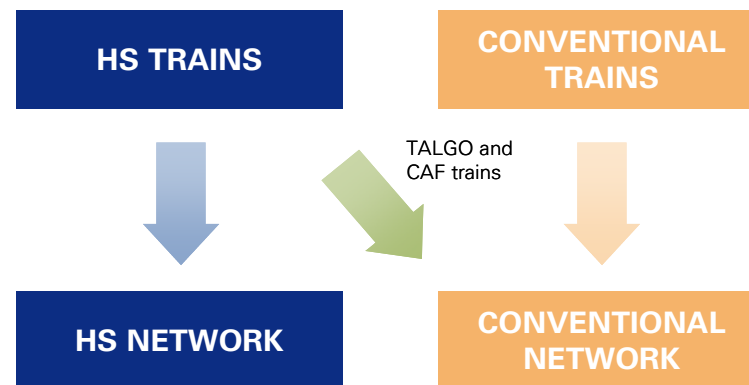 HS TRAINS
CONVENTIONAL
TRAINS
TALGO and
CAF trains
HS NETWORK
CONVENTIONAL
NETWORK